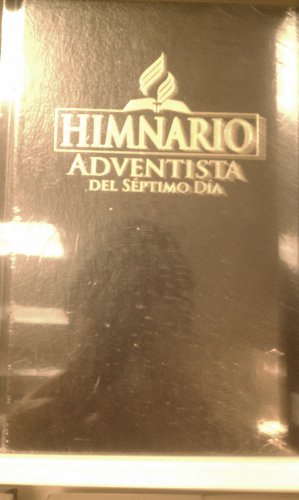 HIMNARIO
ADVENTISTA
DEL SÉPTIMO DÍA